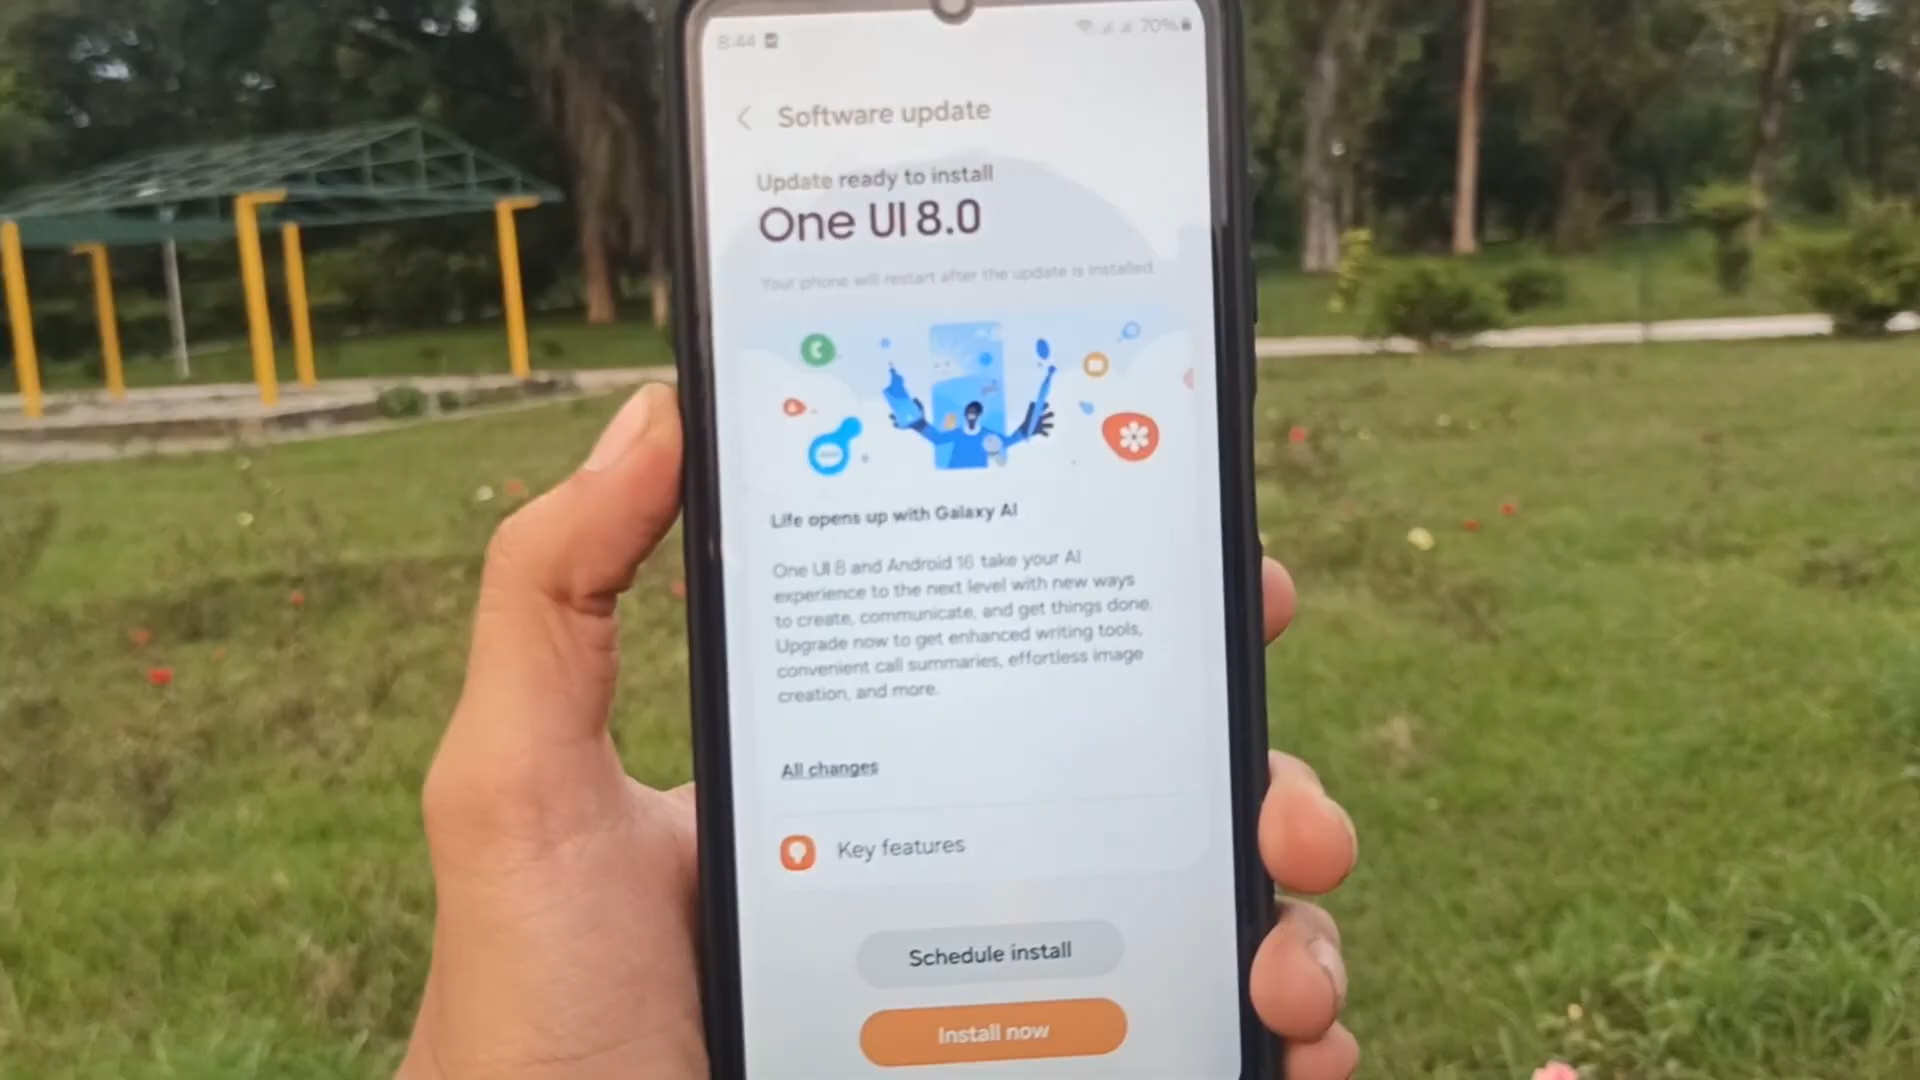 8:44
70%
Software update
Update ready to install
One UI 8.0
Your phone will restart after the update is installed.
Life opens up with Galaxy AI
One UI 8 and Android 16 take your AI
experience to the next level with new ways
to create, communicate, and get things done.
Upgrade now to get enhanced writing tools,
convenient call summaries, effortless image
creation, and more.
All changes
Key features
Schedule install
Install now